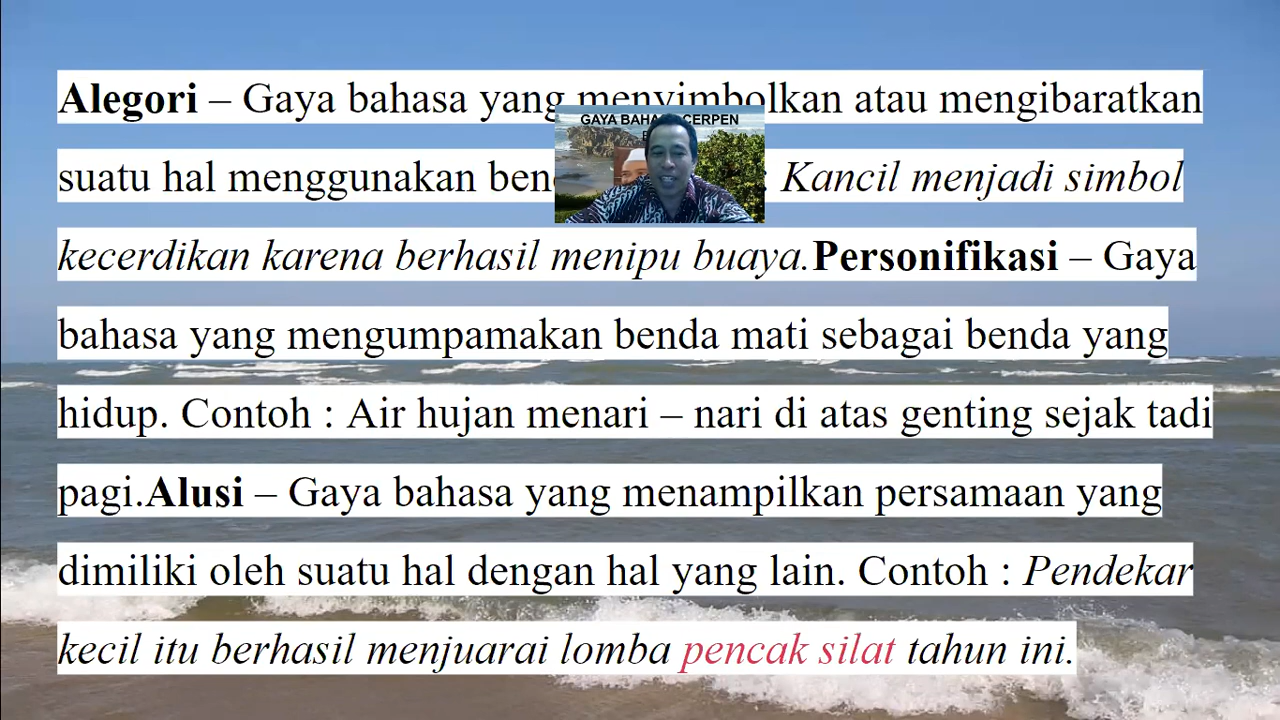 Alegori – Gaya bahasa yang menyimbolkan atau mengibaratkan
suatu hal menggunakan : Kancil menjadi simbol
kecerdikan karena berhasil menipu buaya.Personifikasi – Gaya
bahasa yang mengumpamakan benda mati sebagai benda yang
hidup. Contoh : Air hujan menari – nari di atas genting sejak tadi
pagi.Alusi – Gaya bahasa yang menampilkan persamaan yang
dimiliki oleh suatu hal dengan hal yang lain. Contoh : Pendekar
kecil itu berhasil menjuarai lomba pencak silat tahun ini.
GAYA CERPEN